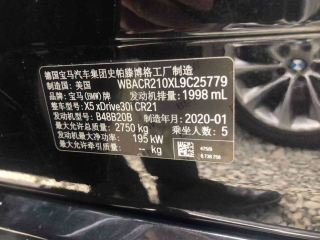 德国宝马汽车集团史帕滕博格工厂制造
制造国: 美国 WBACR210XL9C25779
品牌: 宝马(BMW)牌 发动机排量: 1998 mL
整车型号: X5 xDrive30i CR21
发动机型号: B48B20B 制造年月: 2020-01
最大允许总质量: 2750 kg 乘坐人数: 5
发动机最大净功率: 195 kW
最大允许牵引质量: -- kg